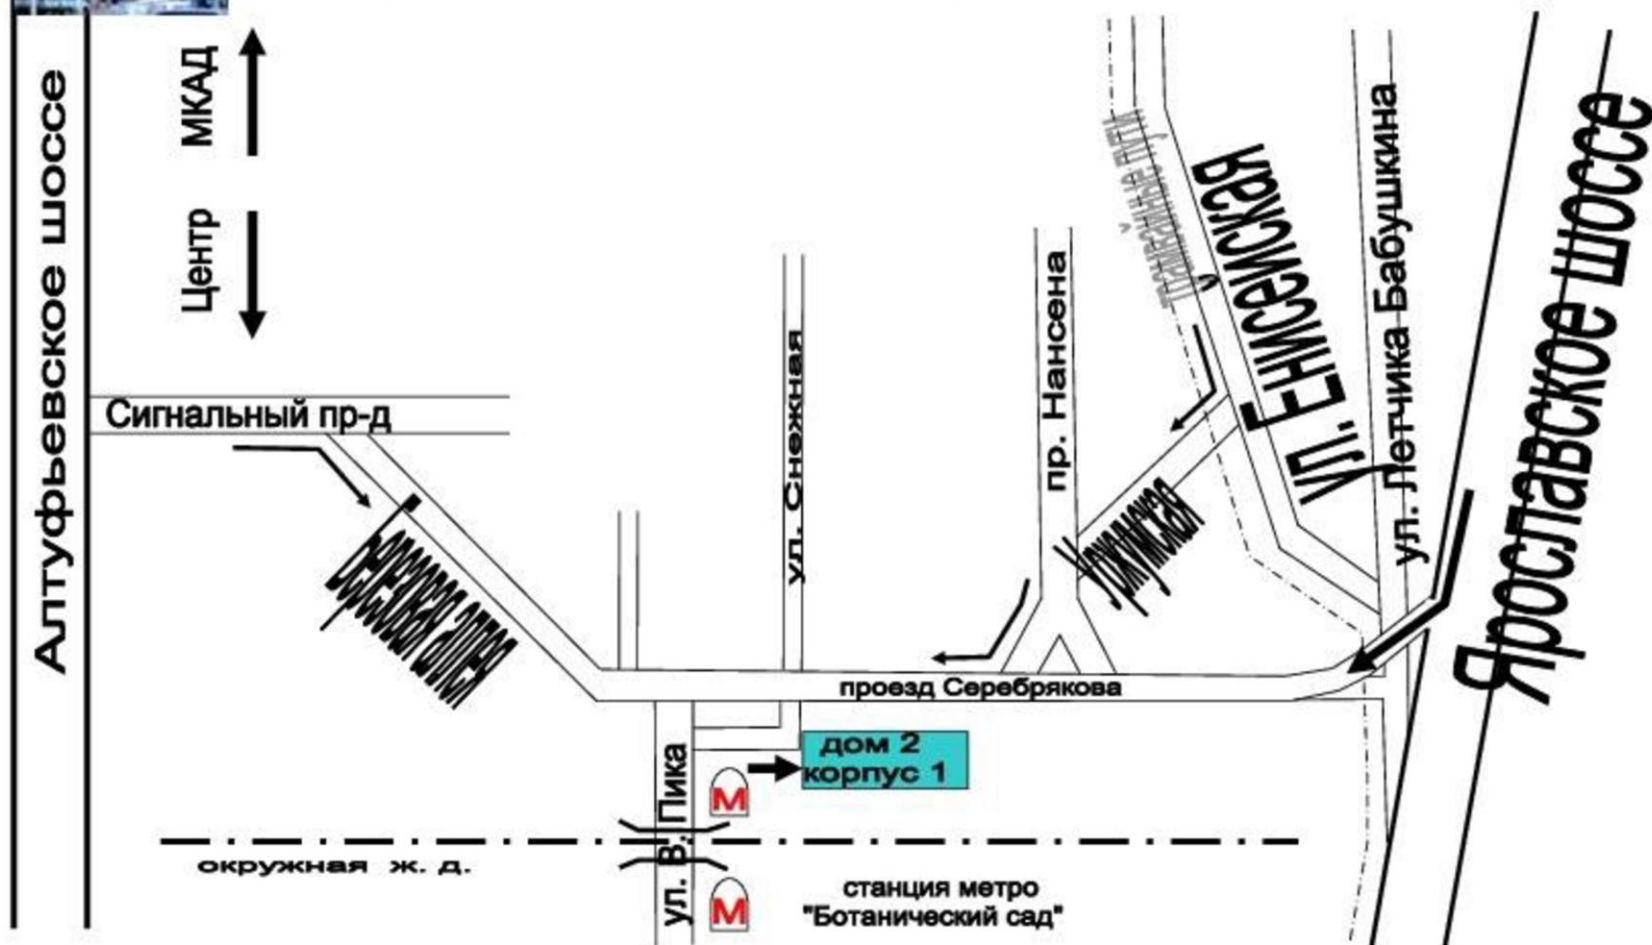 Алтуфьевское шоссе
МКАД
Центр
Сигнальный пр-д
Березовая аллея
ул. Снежная
пр. Нансена
трамвайные пути
ул. Енисейская
ул. Летчика Бабушкина
Ярославское шоссе
Уржумская
проезд Серебрякова
дом 2
корпус 1
ул. В. Пика
М
окружная ж. д.
М
станция метро
"Ботанический сад"